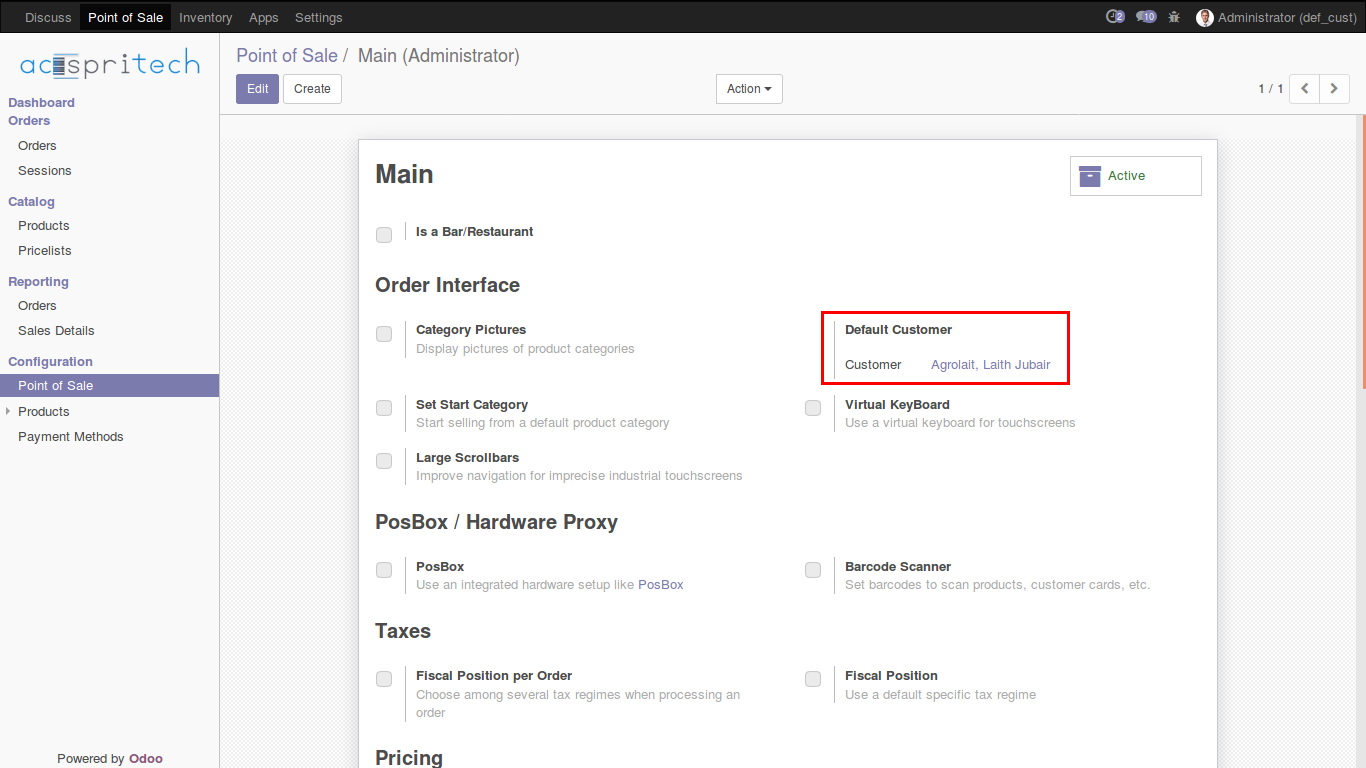 Discuss Point of Sale Inventory Apps Settings 2 10 Administrator (def_cust)
acespritech
Dashboard
Orders
Orders
Sessions
Catalog
Products
Pricelists
Reporting
Orders
Sales Details
Configuration
Point of Sale
Products
Payment Methods
Powered by Odoo
Point of Sale / Main (Administrator)
Edit Create Action 1 / 1
Main
Active
Is a Bar/Restaurant
Order Interface
Category Pictures
Display pictures of product categories
Default Customer
Customer Agrolait, Laith Jubair
Set Start Category
Start selling from a default product category
Virtual KeyBoard
Use a virtual keyboard for touchscreens
Large Scrollbars
Improve navigation for imprecise industrial touchscreens
PosBox / Hardware Proxy
PosBox
Use an integrated hardware setup like PosBox
Barcode Scanner
Set barcodes to scan products, customer cards, etc.
Taxes
Fiscal Position per Order
Choose among several tax regimes when processing an
order
Fiscal Position
Use a default specific tax regime
Pricing